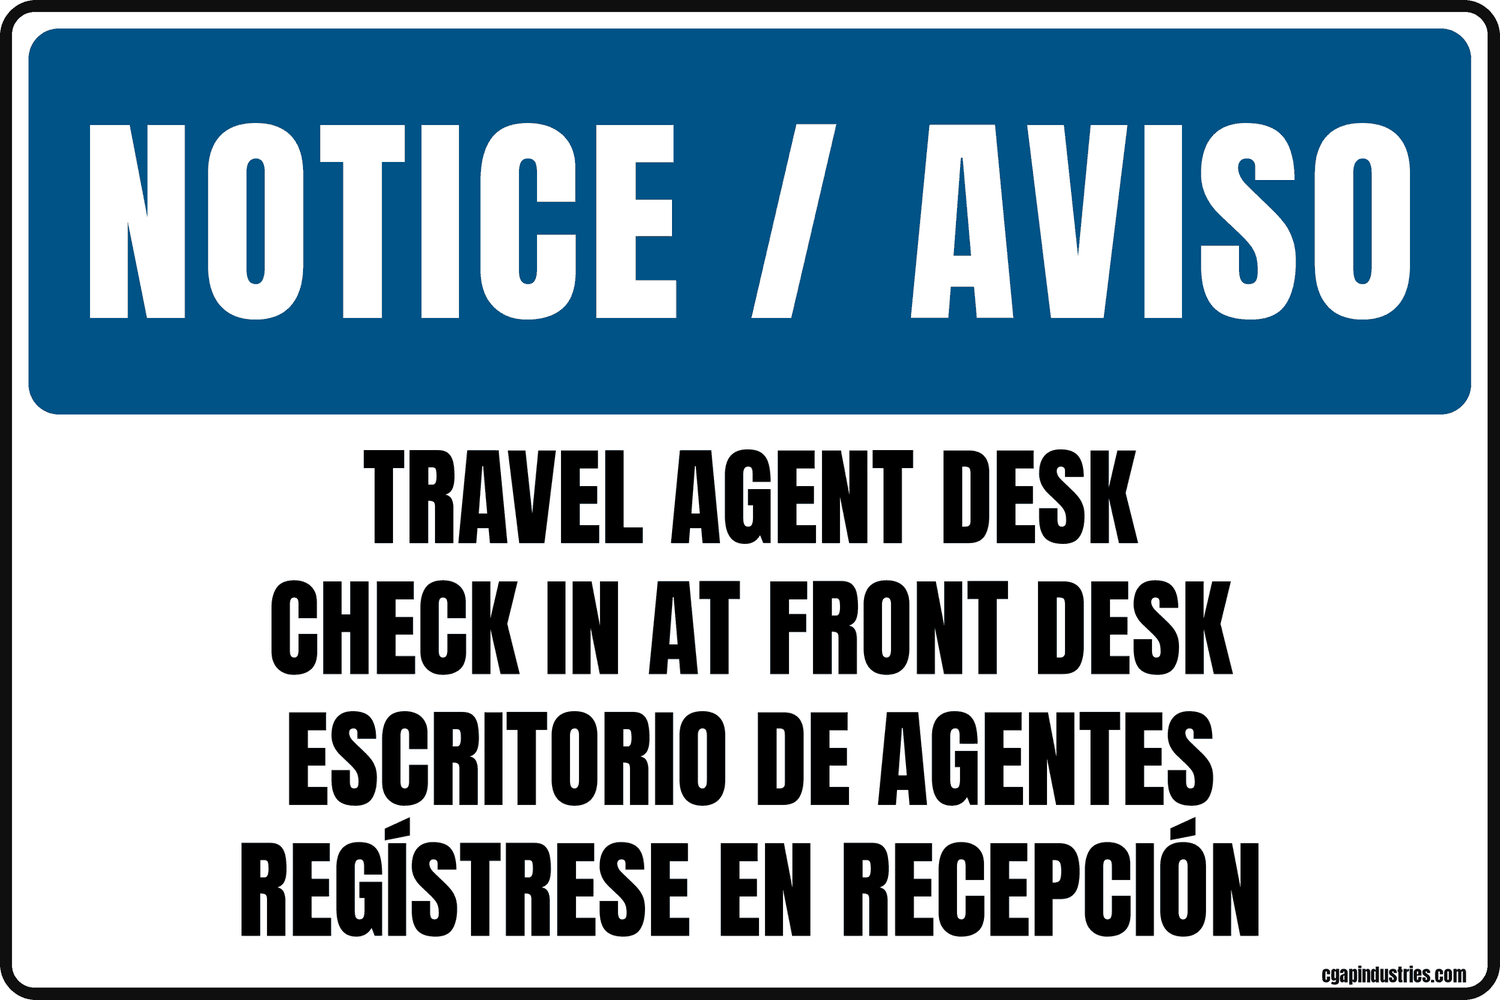 NOTICE / AVISO
TRAVEL AGENT DESK
CHECK IN AT FRONT DESK
ESCRITORIO DE AGENTES
REGÍSTRESE EN RECEPCIÓN
cgapindustries.com